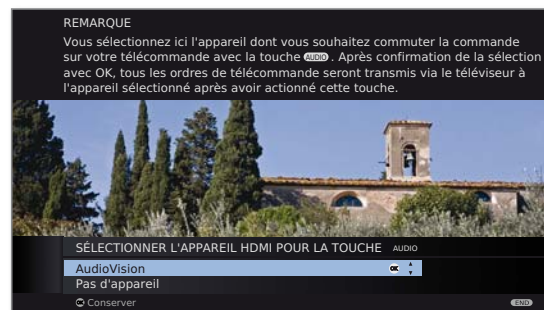 REMARQUE
Vous sélectionnez ici l'appareil dont vous souhaitez commuter la commande
sur votre télécommande avec la touche AUDIO . Après confirmation de la sélection
avec OK, tous les ordres de télécommande seront transmis via le téléviseur à
l'appareil sélectionné après avoir actionné cette touche.
SÉLECTIONNER L'APPAREIL HDMI POUR LA TOUCHE AUDIO
AudioVision OK
Pas d'appareil
OK Conserver END